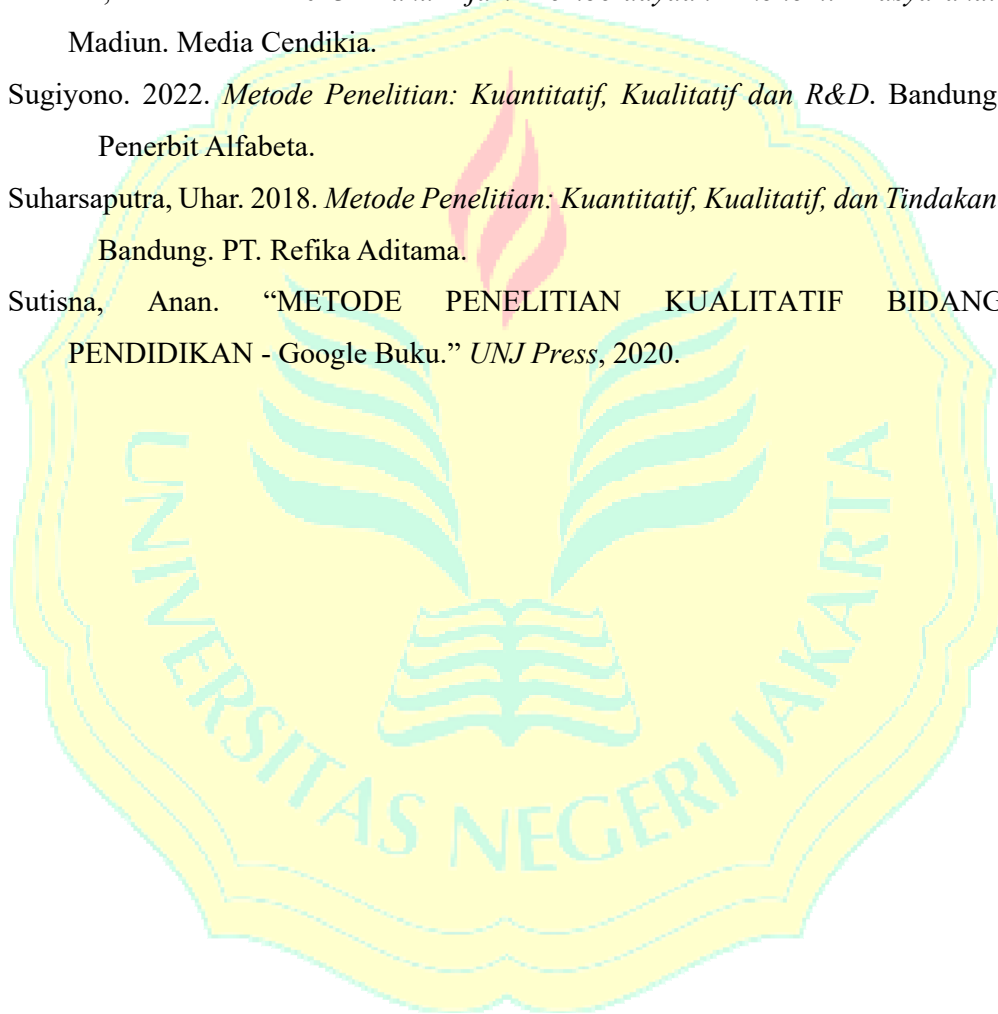 Madiun. Media Cendikia.
Sugiyono. 2022. Metode Penelitian: Kuantitatif, Kualitatif dan R&D. Bandung
Penerbit Alfabeta.
Suharsaputra, Uhar. 2018. Metode Penelitian: Kuantitatif, Kualitatif, dan Tindakan
Bandung. PT. Refika Aditama.
Sutisna, Anan. “METODE PENELITIAN KUALITATIF BIDANG
PENDIDIKAN - Google Buku.” UNJ Press, 2020.
UNIVERSITAS NEGERI JAKARTA